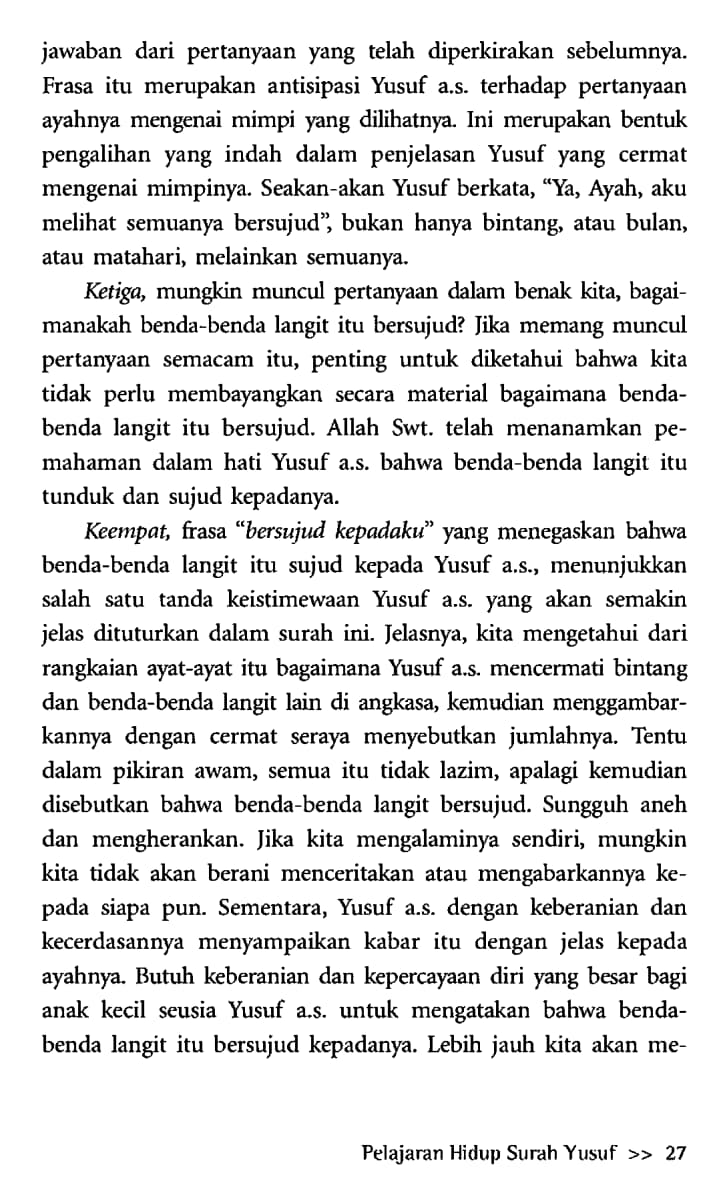 jawaban dari pertanyaan yang telah diperkirakan sebelumnya.
Frasa itu merupakan antisipasi Yusuf a.s. terhadap pertanyaan
ayahnya mengenai mimpi yang dilihatnya. Ini merupakan bentuk
pengalihan yang indah dalam penjelasan Yusuf yang cermat
mengenai mimpinya. Seakan-akan Yusuf berkata, “Ya, Ayah, aku
melihat semuanya bersujud”, bukan hanya bintang, atau bulan,
atau matahari, melainkan semuanya.
Ketiga, mungkin muncul pertanyaan dalam benak kita, bagai-
manakah benda-benda langit itu bersujud? Jika memang muncul
pertanyaan semacam itu, penting untuk diketahui bahwa kita
tidak perlu membayangkan secara material bagaimana benda-
benda langit itu bersujud. Allah Swt. telah menanamkan pe-
mahaman dalam hati Yusuf a.s. bahwa benda-benda langit itu
tunduk dan sujud kepadanya.
Keempat, frasa “bersujud kepadaku” yang menegaskan bahwa
benda-benda langit itu sujud kepada Yusuf a.s., menunjukkan
salah satu tanda keistimewaan Yusuf a.s. yang akan semakin
jelas dituturkan dalam surah ini. Jelasnya, kita mengetahui dari
rangkaian ayat-ayat itu bagaimana Yusuf a.s. mencermati bintang
dan benda-benda langit lain di angkasa, kemudian menggambar-
kannya dengan cermat seraya menyebutkan jumlahnya. Tentu
dalam pikiran awam, semua itu tidak lazim, apalagi kemudian
disebutkan bahwa benda-benda langit bersujud. Sungguh aneh
dan mengherankan. Jika kita mengalaminya sendiri, mungkin
kita tidak akan berani menceritakan atau mengabarkannya ke-
pada siapa pun. Sementara, Yusuf a.s. dengan keberanian dan
kecerdasannya menyampaikan kabar itu dengan jelas kepada
ayahnya. Butuh keberanian dan kepercayaan diri yang besar bagi
anak kecil seusia Yusuf a.s. untuk mengatakan bahwa benda-
benda langit itu bersujud kepadanya. Lebih jauh kita akan me-
Pelajaran Hidup Surah Yusuf >> 27